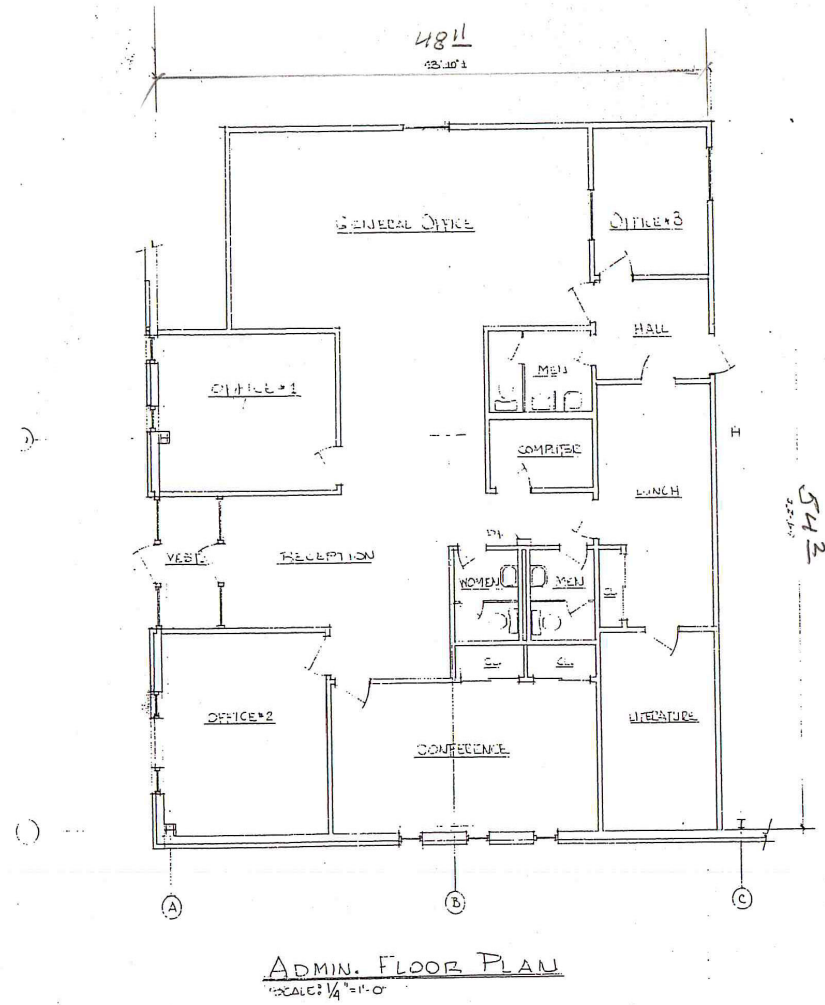 48 11
GENERAL OFFICE
OFFICE #3
HALL
MEN
OFFICE #1
COMPUTER
LUNCH
54 2
VEST.
RECEPTION
WOMEN
MEN
CL.
CL.
CL.
OFFICE #2
LITERATURE
CONFERENCE
A
B
C
ADMIN. FLOOR PLAN
SCALE: 1/4"=1'-0"